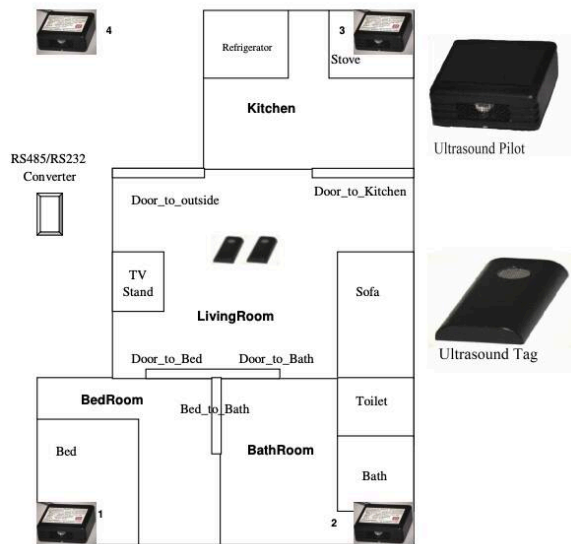 4
3
Refrigerator
Stove
Kitchen
Ultrasound Pilot
RS485/RS232
Converter
Door_to_outside
Door_to_Kitchen
TV
Stand
Sofa
LivingRoom
Ultrasound Tag
Door_to_Bed
Door_to_Bath
BedRoom
Bed_to_Bath
Toilet
Bed
BathRoom
Bath
1
2